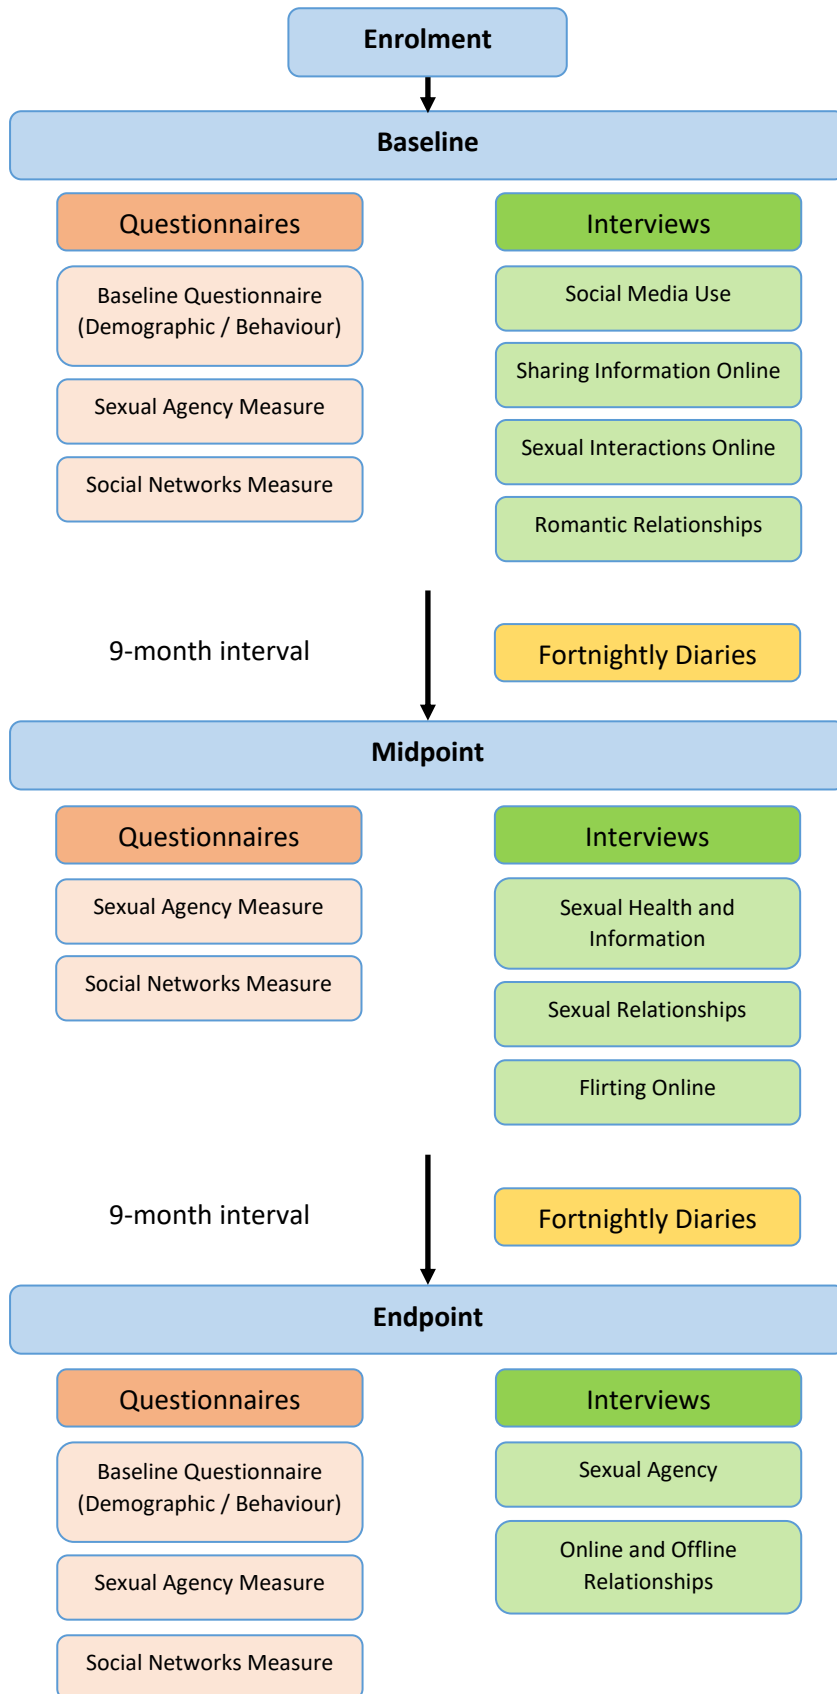 Enrolment
Baseline
Questionnaires
Baseline Questionnaire
(Demographic / Behaviour)
Sexual Agency Measure
Social Networks Measure
Interviews
Social Media Use
Sharing Information Online
Sexual Interactions Online
Romantic Relationships
9-month interval
Fortnightly Diaries
Midpoint
Questionnaires
Sexual Agency Measure
Social Networks Measure
Interviews
Sexual Health and
Information
Sexual Relationships
Flirting Online
9-month interval
Fortnightly Diaries
Endpoint
Questionnaires
Baseline Questionnaire
(Demographic / Behaviour)
Sexual Agency Measure
Social Networks Measure
Interviews
Sexual Agency
Online and Offline
Relationships